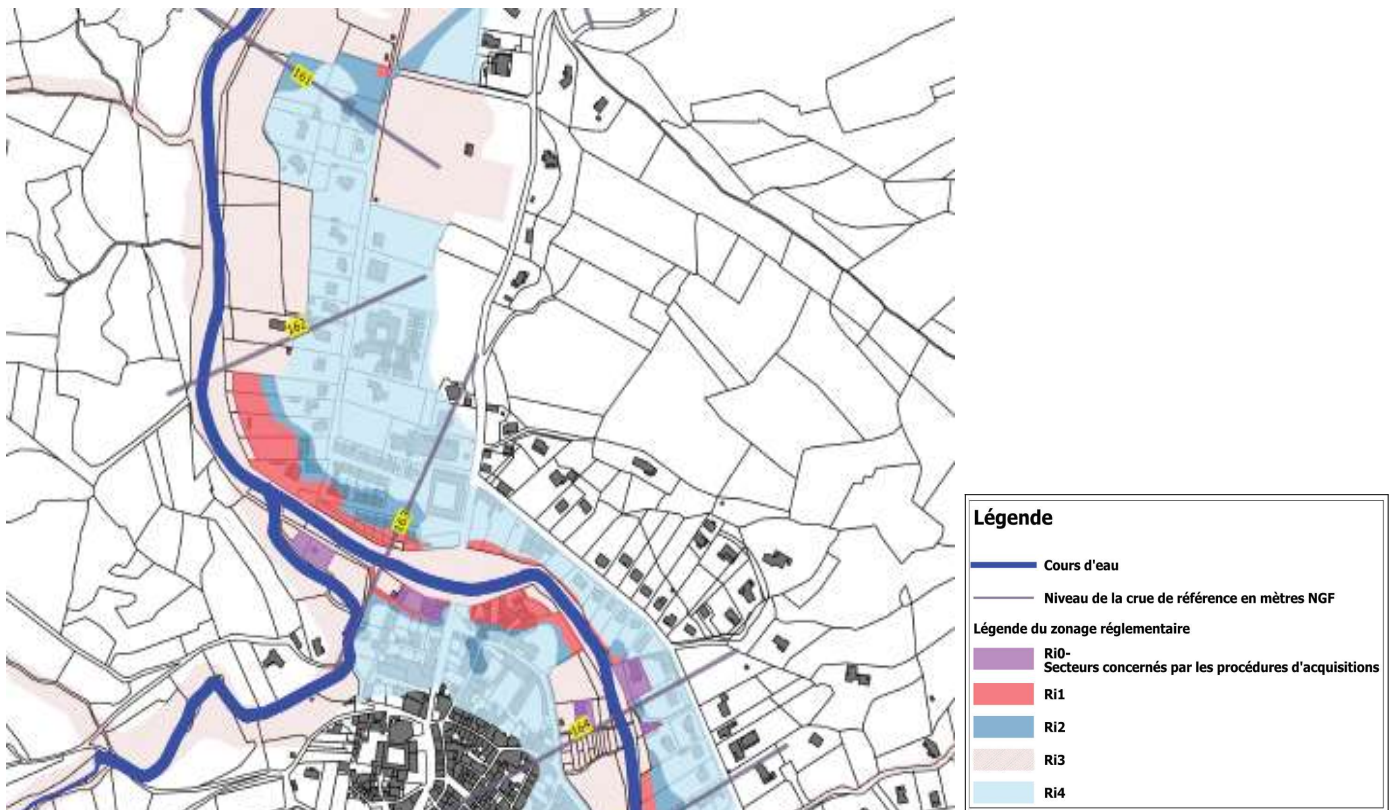 161
162
163
164
Légende
Cours d'eau
Niveau de la crue de référence en mètres NGF
Légende du zonage réglementaire
Ri0-
Secteurs concernés par les procédures d'acquisitions
Ri1
Ri2
Ri3
Ri4